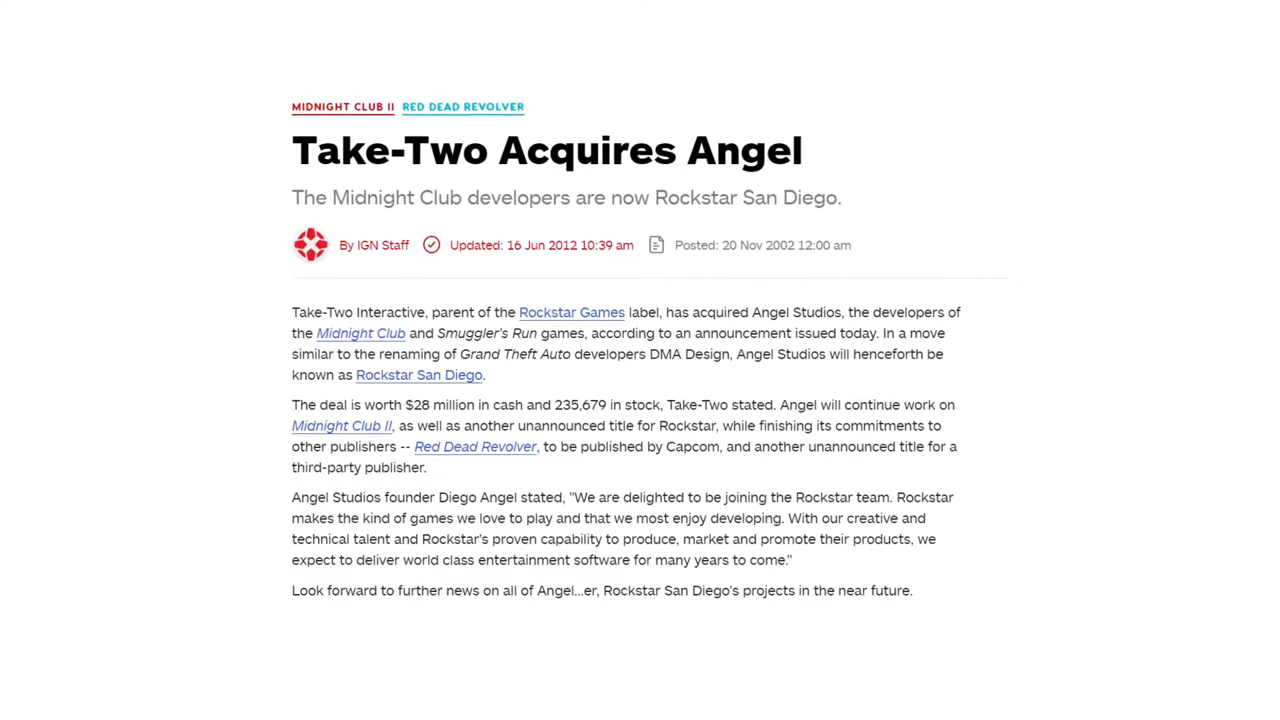 MIDNIGHT CLUB II RED DEAD REVOLVER
Take-Two Acquires Angel
The Midnight Club developers are now Rockstar San Diego.
By IGN Staff Updated: 16 Jun 2012 10:39 am Posted: 20 Nov 2002 12:00 am
Take-Two Interactive, parent of the Rockstar Games label, has acquired Angel Studios, the developers of
the Midnight Club and Smuggler's Run games, according to an announcement issued today. In a move
similar to the renaming of Grand Theft Auto developers DMA Design, Angel Studios will henceforth be
known as Rockstar San Diego.
The deal is worth $28 million in cash and 235,679 in stock, Take-Two stated. Angel will continue work on
Midnight Club II, as well as another unannounced title for Rockstar, while finishing its commitments to
other publishers -- Red Dead Revolver, to be published by Capcom, and another unannounced title for a
third-party publisher.
Angel Studios founder Diego Angel stated, "We are delighted to be joining the Rockstar team. Rockstar
makes the kind of games we love to play and that we most enjoy developing. With our creative and
technical talent and Rockstar's proven capability to produce, market and promote their products, we
expect to deliver world class entertainment software for many years to come."
Look forward to further news on all of Angel...er, Rockstar San Diego's projects in the near future.